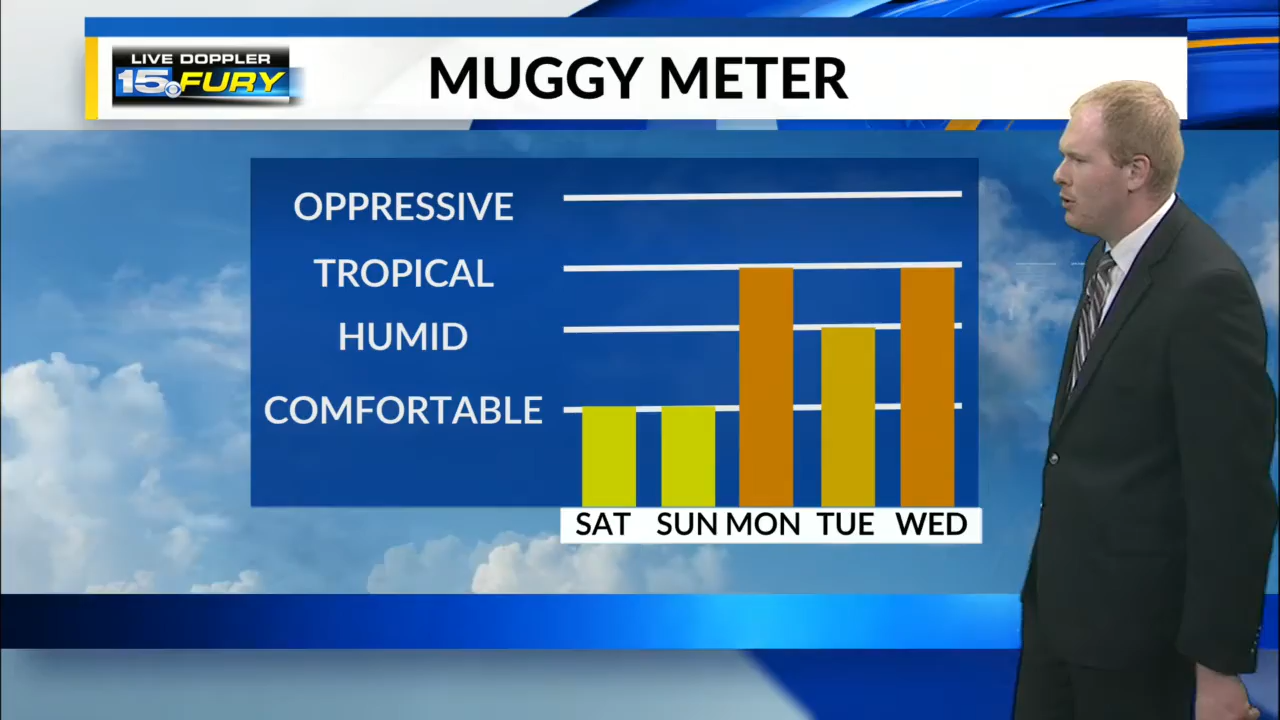 LIVE DOPPLER
15 FURY
MUGGY METER
OPPRESSIVE
TROPICAL
HUMID
COMFORTABLE
SAT SUN MON TUE WED